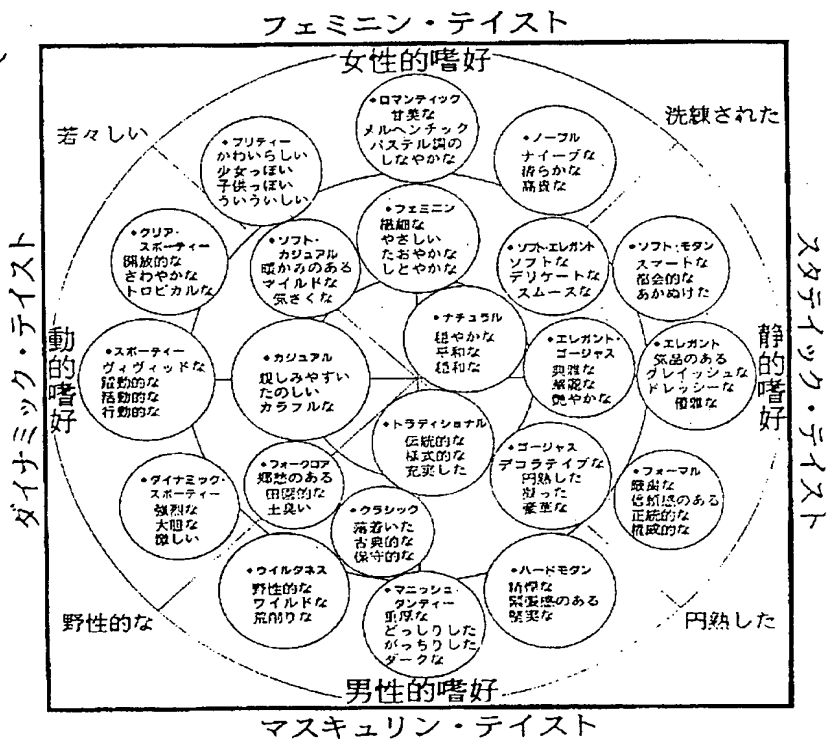 フェミニン・テイスト
女性的嗜好
若々しい
洗練された
•ロマンティック
甘美な
メルヘンチック
パステル調の
しなやかな
•プリティー
かわいらしい
少女っぽい
子供っぽい
ういういしい
•ノーブル
ナイーブな
清らかな
高貴な
•クリア・
スポーティー
開放的な
さわやかな
トロピカルな
•ソフト・
カジュアル
暖かみのある
マイルドな
気さくな
•フェミニン
繊細な
やさしい
たおやかな
しとやかな
•ソフト・エレガント
ソフトな
デリケートな
スムースな
•ソフト・モダン
スマートな
都会的な
あかぬけた
ダイナミック・テイスト
動的嗜好
•スポーティー
ヴィヴィッドな
躍動的な
活動的な
行動的な
•カジュアル
親しみやすい
たのしい
カラフルな
•ナチュラル
穏やかな
平和な
穏和な
•エレガント・
ゴージャス
典雅な
華麗な
艶やかな
•エレガント
気品のある
グレイッシュな
ドレッシーな
優雅な
静的嗜好
スタテイック・テイスト
•トラディショナル
伝統的な
様式的な
充実した
•ダイナミック・
スポーティー
強烈な
大胆な
激しい
•フォークロア
郷愁のある
田園的な
土臭い
•クラシック
落着いた
古典的な
保守的な
•ゴージャス
デコラティブな
円熟した
凝った
豪華な
•フォーマル
信頼感のある
正統的な
権威的な
•ウイルダネス
野性的な
ワイルドな
荒削りな
•マニッシュ・
ダンディー
重厚な
どっしりした
がっちりした
ダークな
•ハードモダン
精悍な
緊張感のある
堅実な
野性的な
円熟した
男性的嗜好
マスキュリン・テイスト